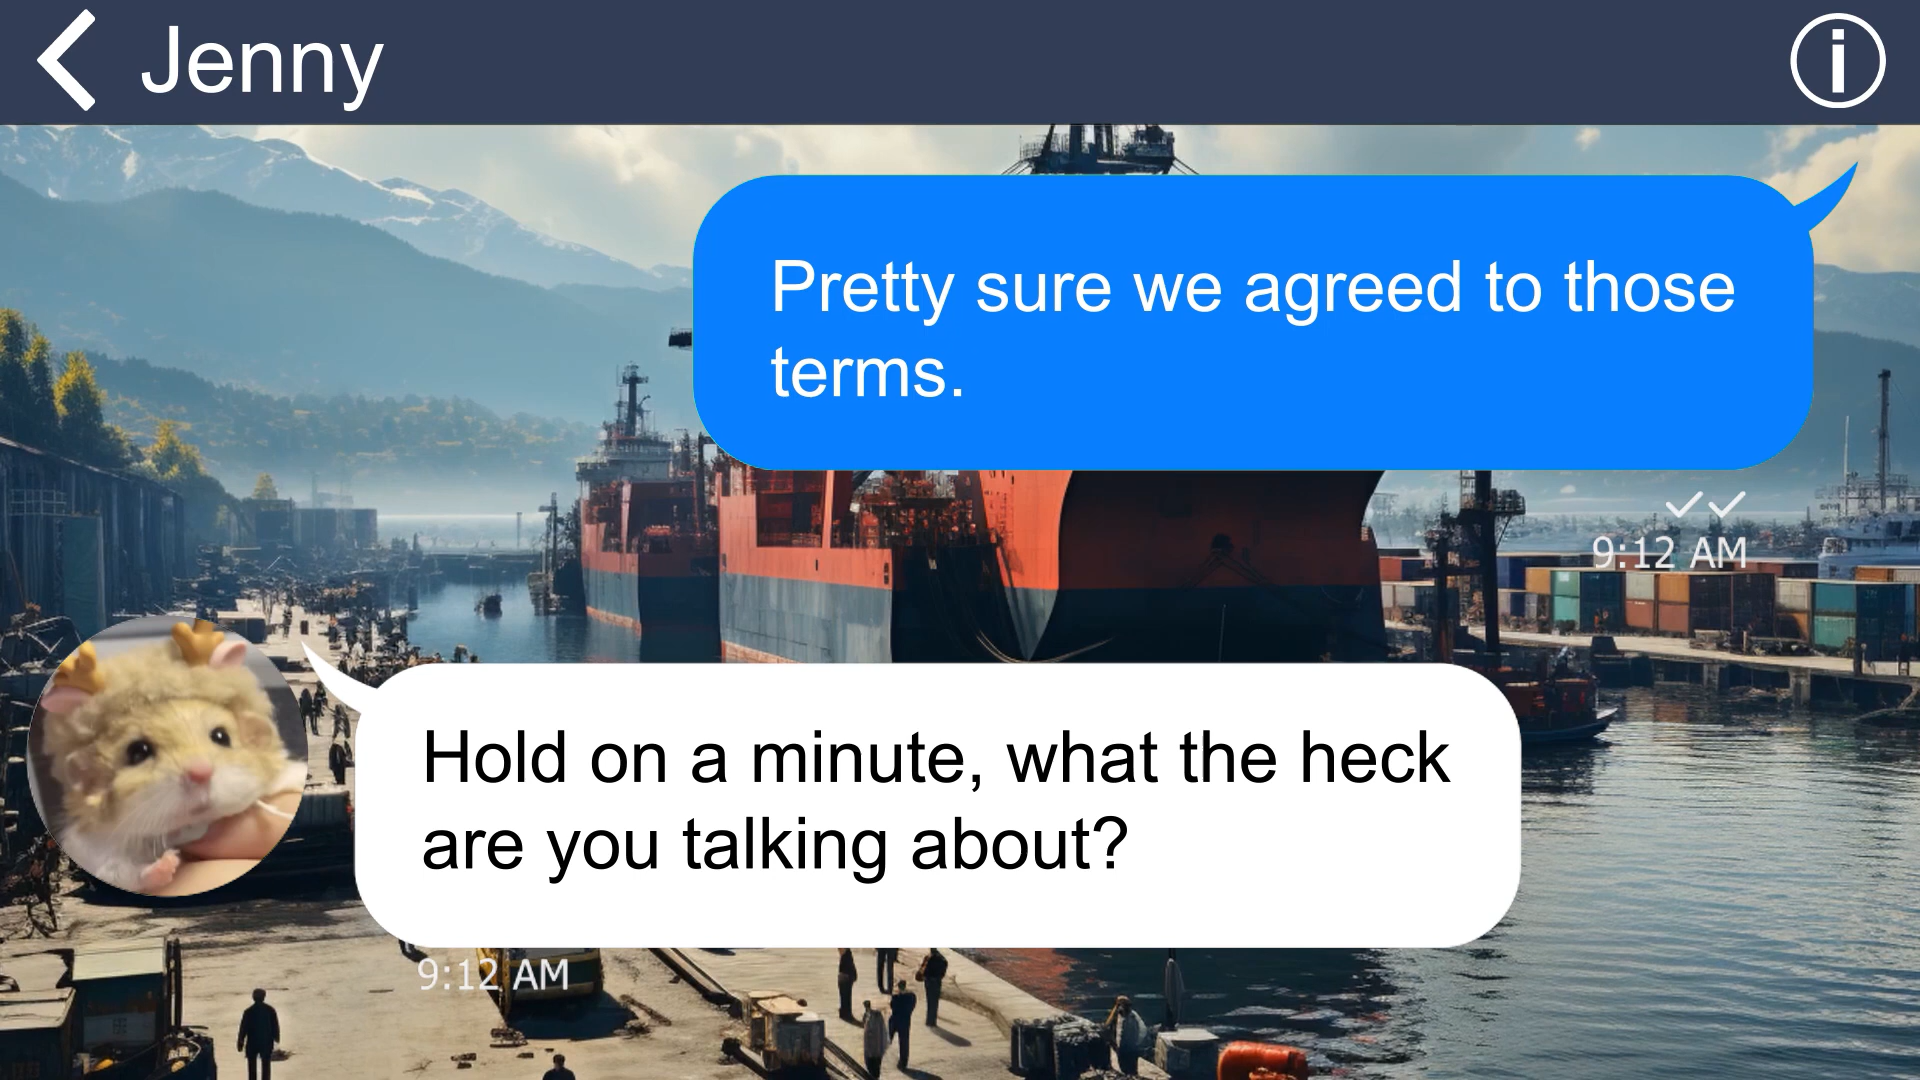 Jenny
Pretty sure we agreed to those
terms.
9:12 AM
Hold on a minute, what the heck
are you talking about?
9:12 AM